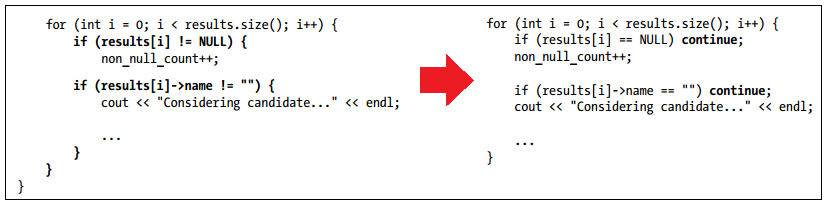 for (int i = 0; i < results.size(); i++) {
    if (results[i] != NULL) {
        non_null_count++;

    if (results[i]->name != "") {
        cout << "Considering candidate..." << endl;

        ...
    }
  }
}
for (int i = 0; i < results.size(); i++) {
    if (results[i] == NULL) continue;
    non_null_count++;

    if (results[i]->name == "") continue;
    cout << "Considering candidate..." << endl;

    ...
}